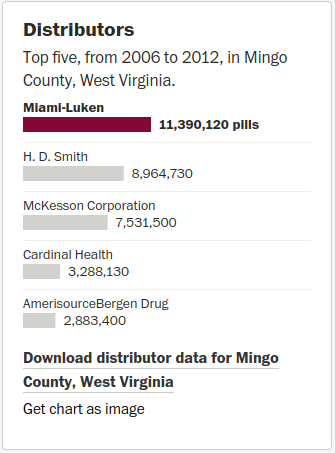 Distributors
Top five, from 2006 to 2012, in Mingo
County, West Virginia.
Miami-Luken
11,390,120 pills
H. D. Smith
8,964,730
McKesson Corporation
7,531,500
Cardinal Health
3,288,130
AmerisourceBergen Drug
2,883,400
Download distributor data for Mingo
County, West Virginia
Get chart as image